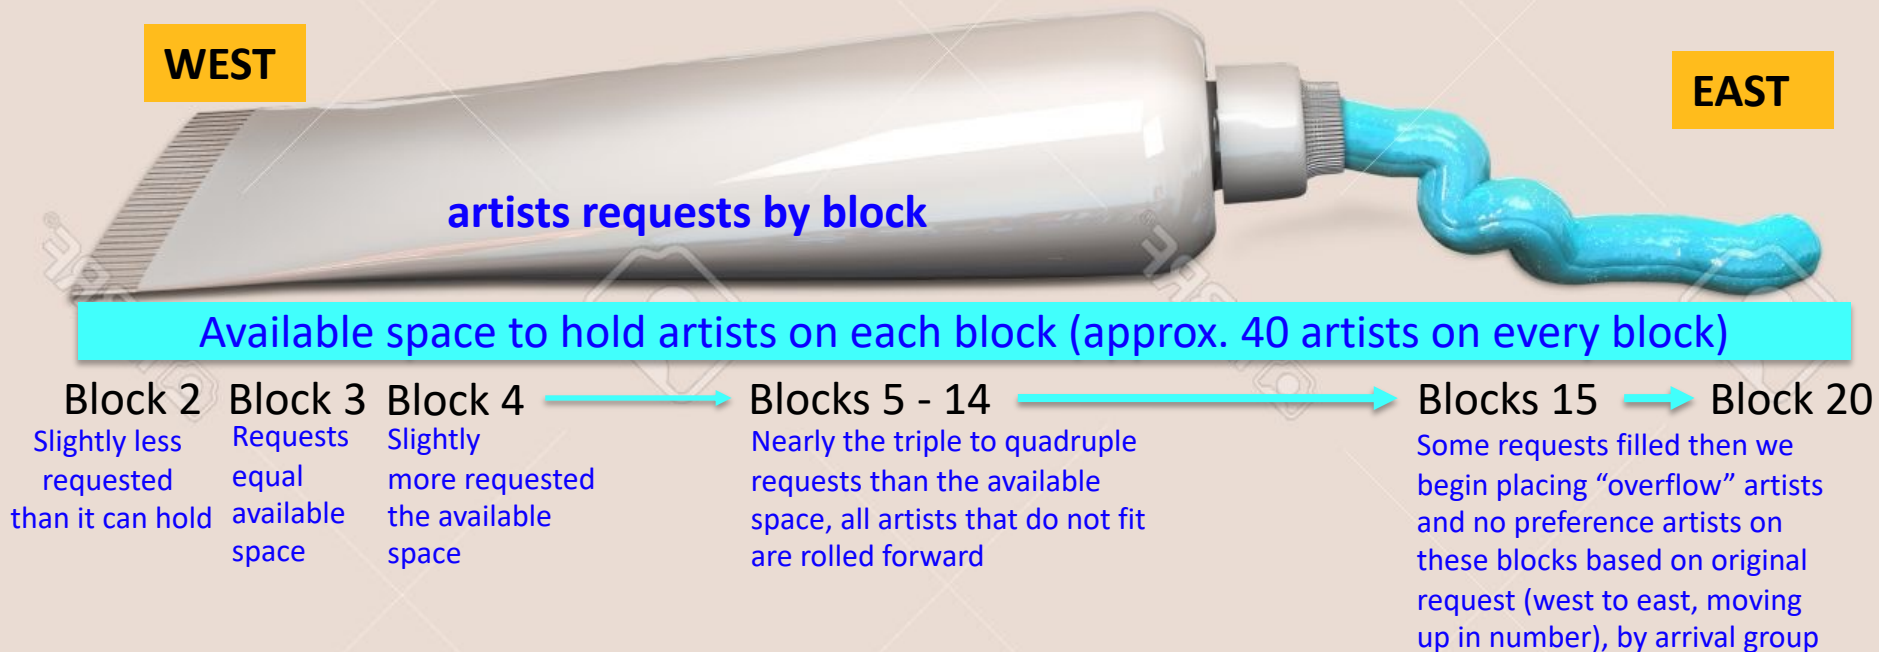 WEST
EAST
artists requests by block
Available space to hold artists on each block (approx. 40 artists on every block)
Block 2
Slightly less
requested
than it can hold
Block 3
Requests
equal
available
space
Block 4
Slightly
more requested
the available
space
Blocks 5 - 14
Nearly the triple to quadruple
requests than the available
space, all artists that do not fit
are rolled forward
Blocks 15
Block 20
Some requests filled then we
begin placing “overflow” artists
and no preference artists on
these blocks based on original
request (west to east, moving
up in number), by arrival group